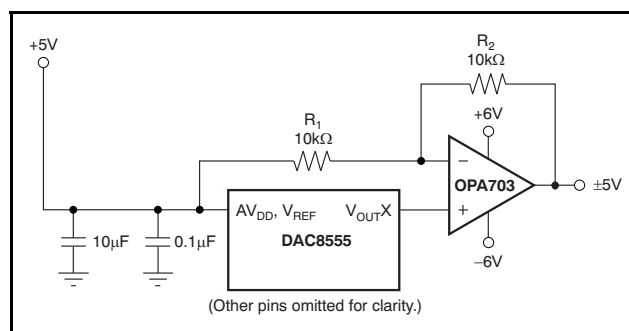 +5V
R2
10kΩ
R1
10kΩ
+6V
−
OPA703
±5V
+
AVDD, VREF
VOUTX
DAC8555
10μF
0.1μF
−6V
(Other pins omitted for clarity.)